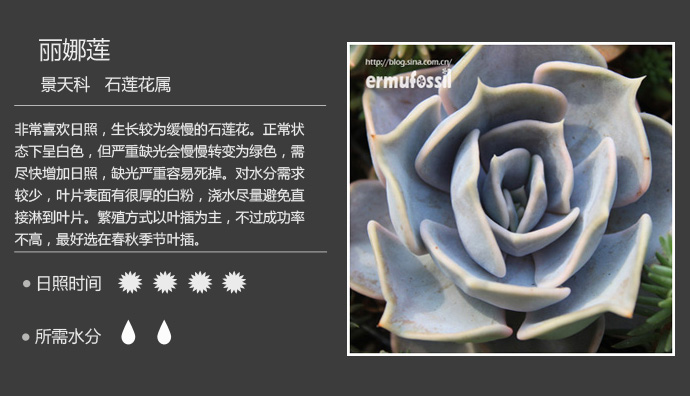 丽娜莲
景天科 石莲花属
非常喜欢日照，生长较为缓慢的石莲花。正常状
态下呈白色，但严重缺光会慢慢转变为绿色，需
尽快增加日照，缺光严重容易死掉。对水分需求
较少，叶片表面有很厚的白粉，浇水尽量避免直
接淋到叶片。繁殖方式以叶插为主，不过成功率
不高，最好选在春秋季节叶插。
日照时间
所需水分
http://blog.sina.com.cn/
ermufossil